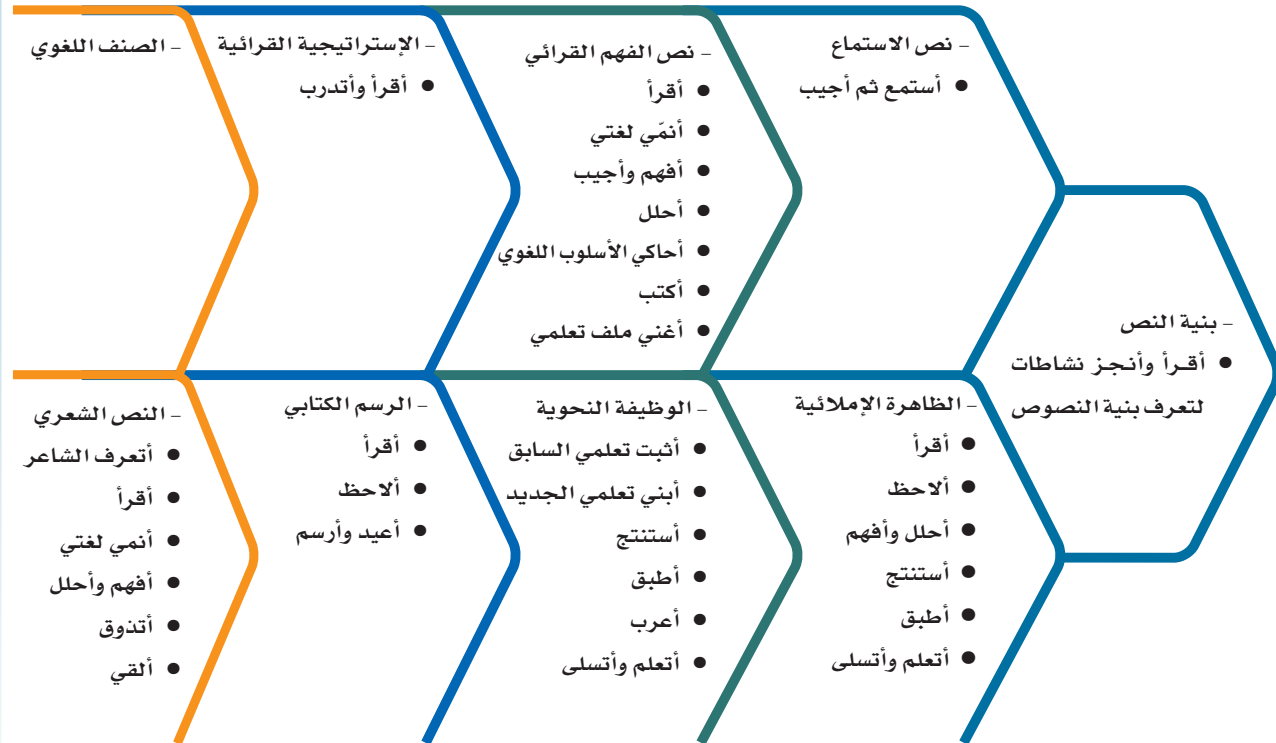 – بنية النص
● أقـرأ وأنـجـز نشاطات
لتعرف بنية النصوص
– نص الاستماع
● أستمع ثم أجيب
– نص الفهم القرائي
● أقرأ
● أنمّي لغتي
● أفهم وأجيب
● أحلل
● أحاكي الأسلوب اللغوي
● أكتب
● أغني ملف تعلمي
– الإستراتيجية القرائية
● أقرأ وأتدرب
– الصنف اللغوي
– الظاهرة الإملائية
● أقرأ
● ألاحظ
● أحلل وأفهم
● أستنتج
● أطبق
● أتعلم وأتسلى
– الوظيفة النحوية
● أثبت تعلمي السابق
● أبني تعلمي الجديد
● أستنتج
● أطبق
● أعرب
● أتعلم وأتسلى
– الرسم الكتابي
● أقرأ
● ألاحظ
● أعيد وأرسم
– النص الشعري
● أتعرف الشاعر
● أقرأ
● أنمي لغتي
● أفهم وأحلل
● أتذوق
● ألقي